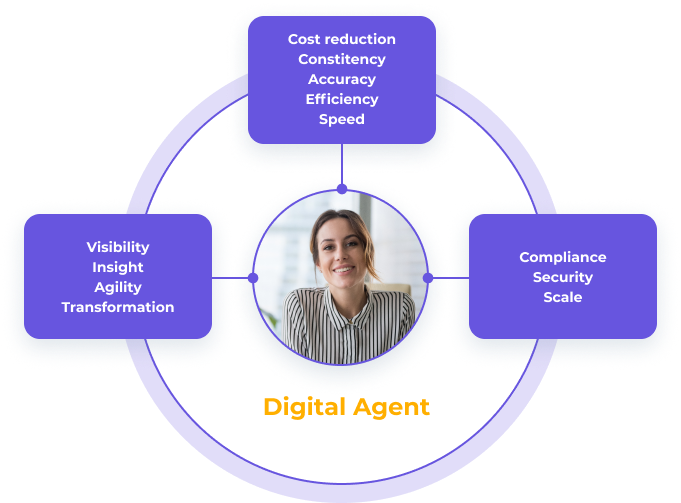 Cost reduction
Constitency
Accuracy
Efficiency
Speed
Visibility
Insight
Agility
Transformation
Compliance
Security
Scale
Digital Agent